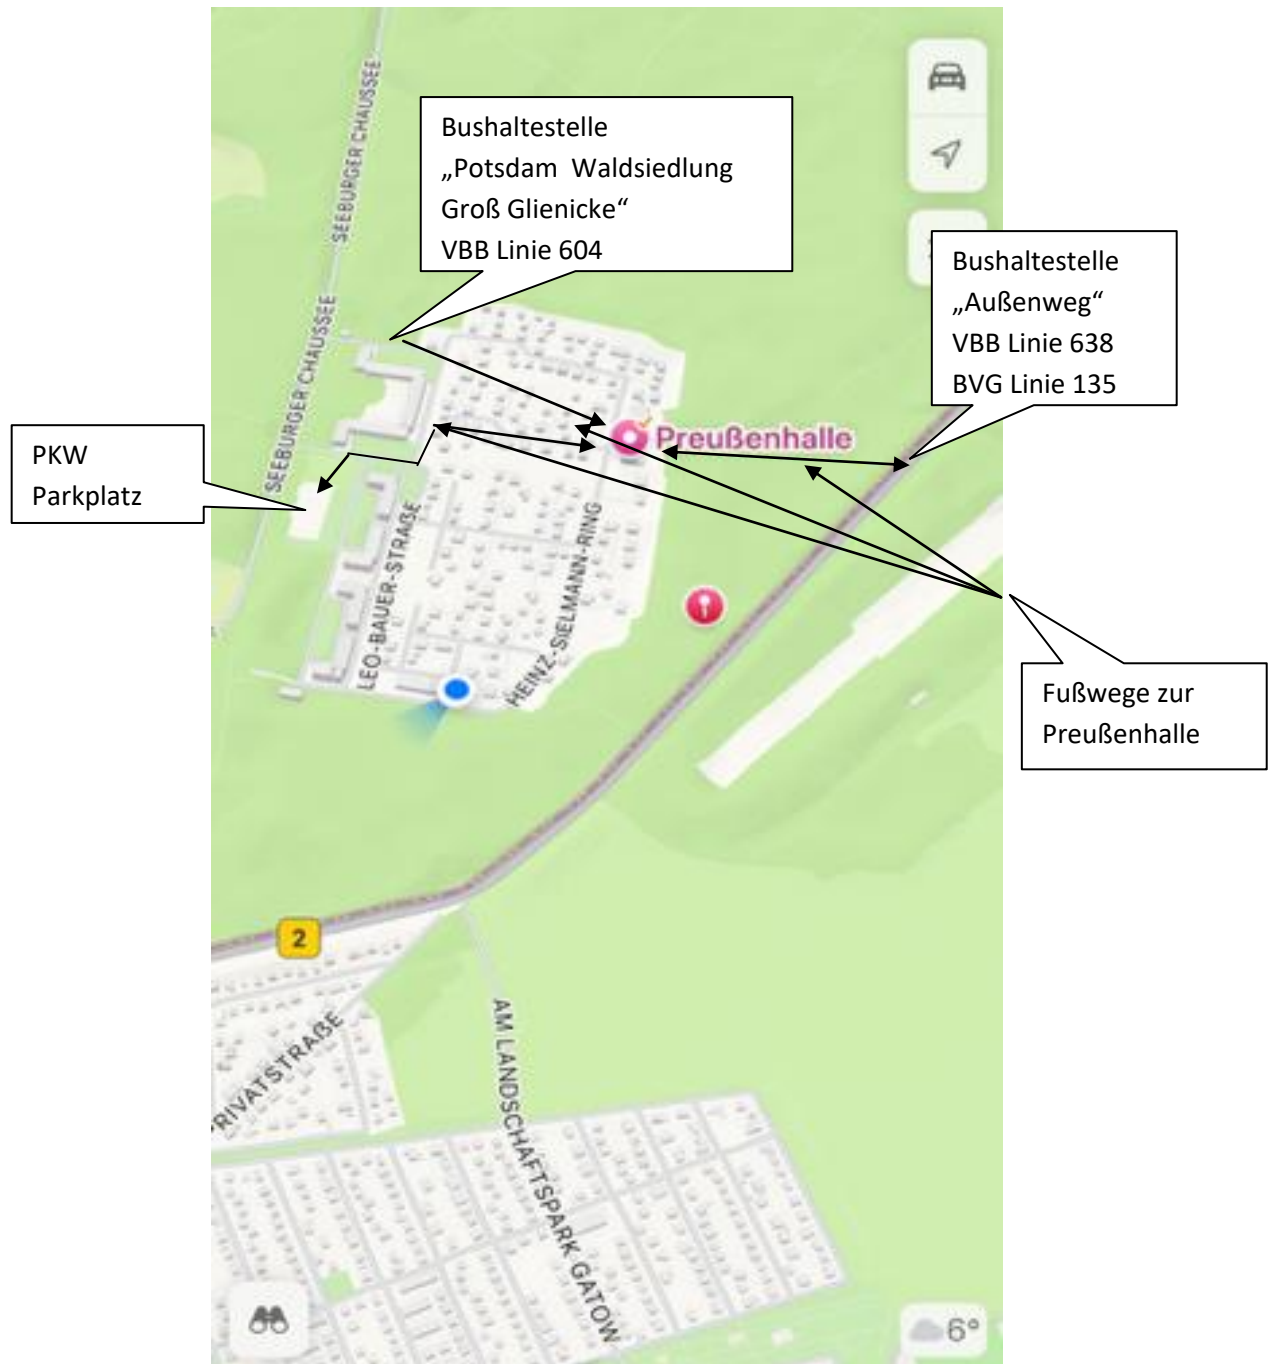 SEEBURGER CHAUSSEE
Bushaltestelle
„Potsdam Waldsiedlung
Groß Glienicke“
VBB Linie 604
Bushaltestelle
„Außenweg“
VBB Linie 638
BVG Linie 135
SEEBURGER CHAUSSEE
PKW
Parkplatz
Preußenhalle
LEO-BAUER-STRAßE
HEINZ-SIELMANN-RING
Fußwege zur
Preußenhalle
2
PRIVATSTRAßE
AM LANDSCHAFTSPARK GATOW
6°